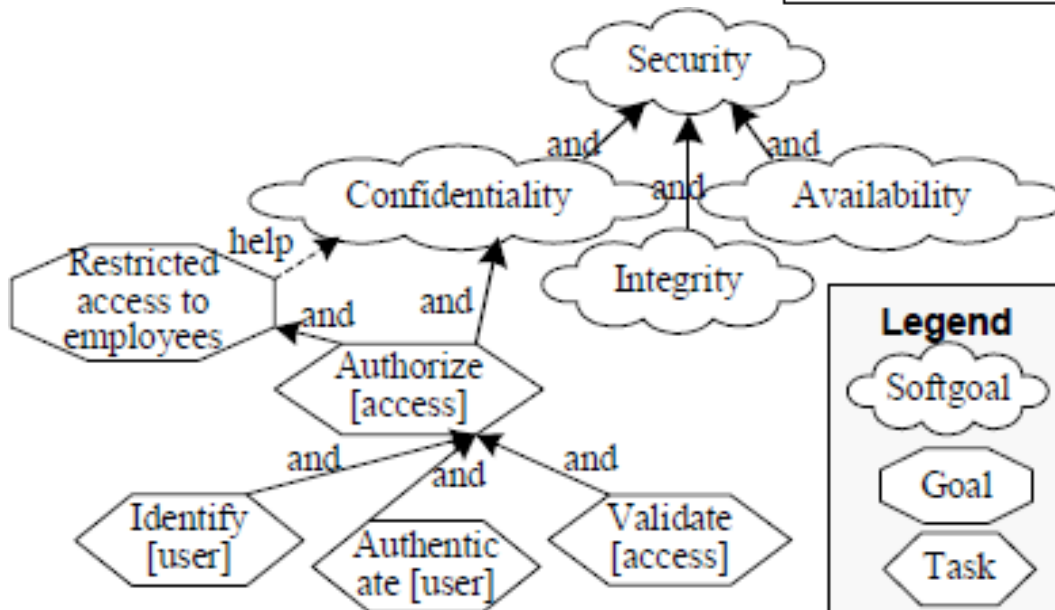 Security
and
and
and
Confidentiality
Availability
help
Restricted
access to
employees
and
and
Integrity
Authorize
[access]
and
and
and
Identify
[user]
Authentic
ate [user]
Validate
[access]
Legend
Softgoal
Goal
Task